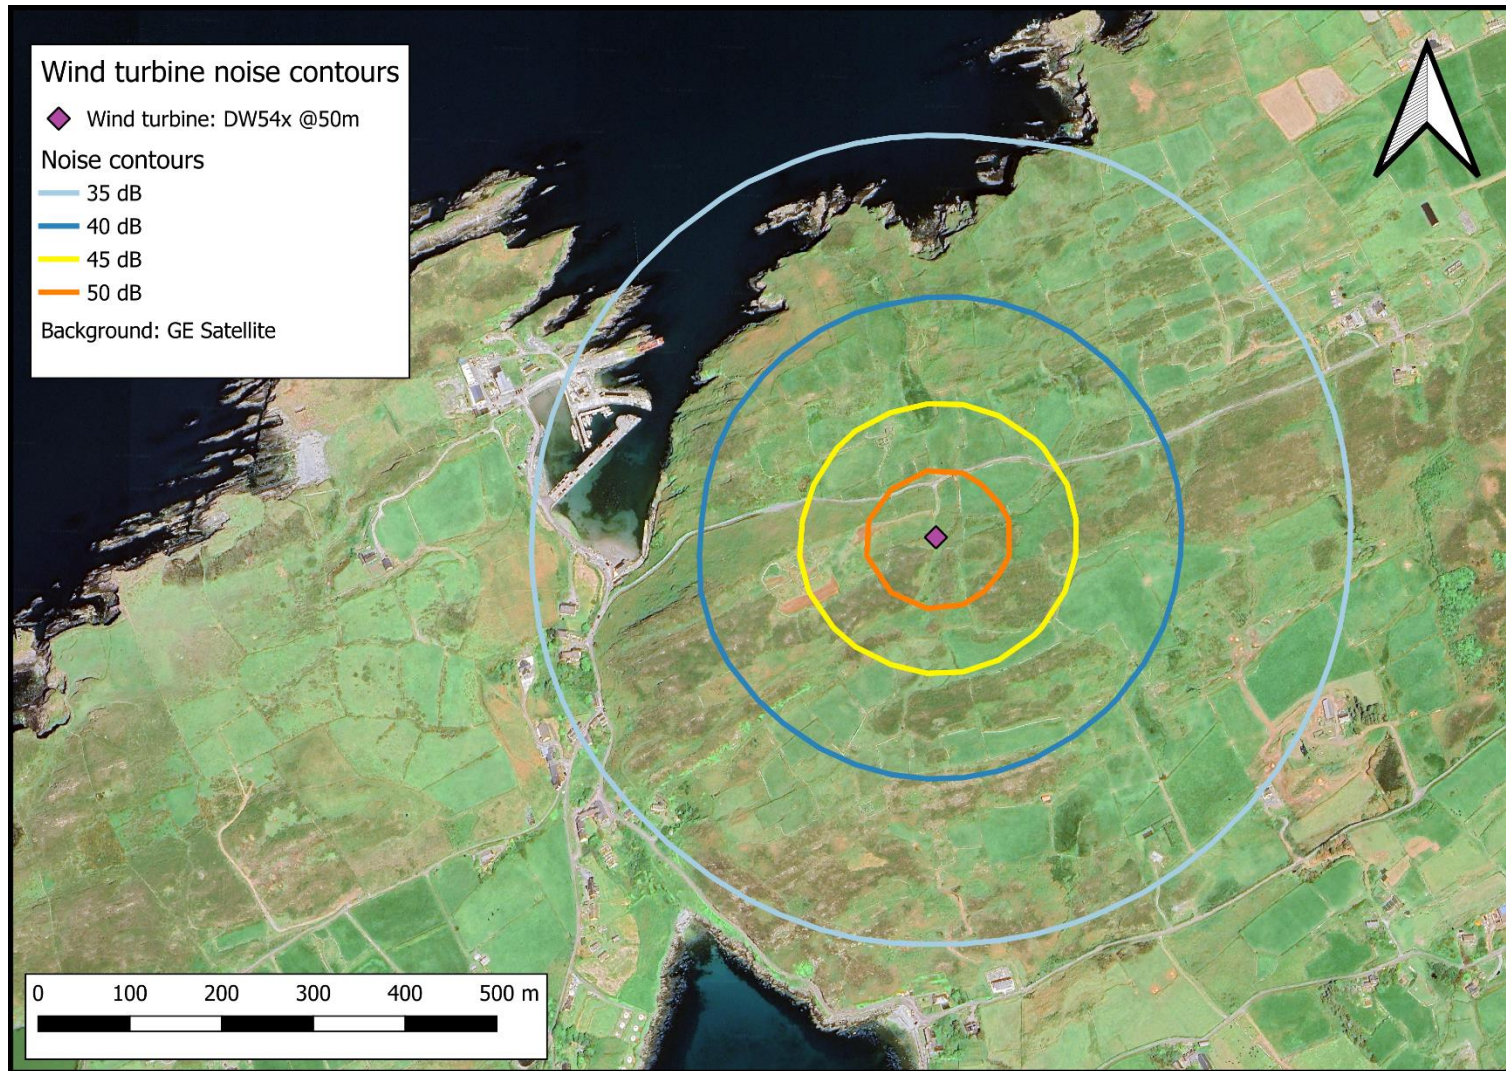 Wind turbine noise contours
Wind turbine: DW54x @50m
Noise contours
35 dB
40 dB
45 dB
50 dB
Background: GE Satellite
0 100 200 300 400 500 m